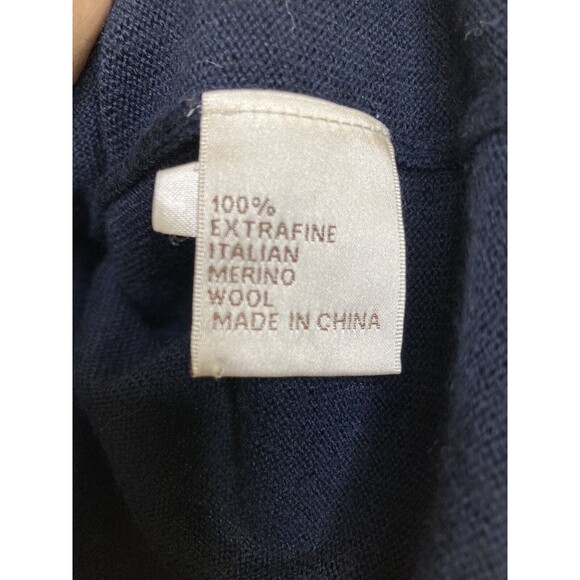 100%
EXTRAFINE
ITALIAN
MERINO
WOOL
MADE IN CHINA